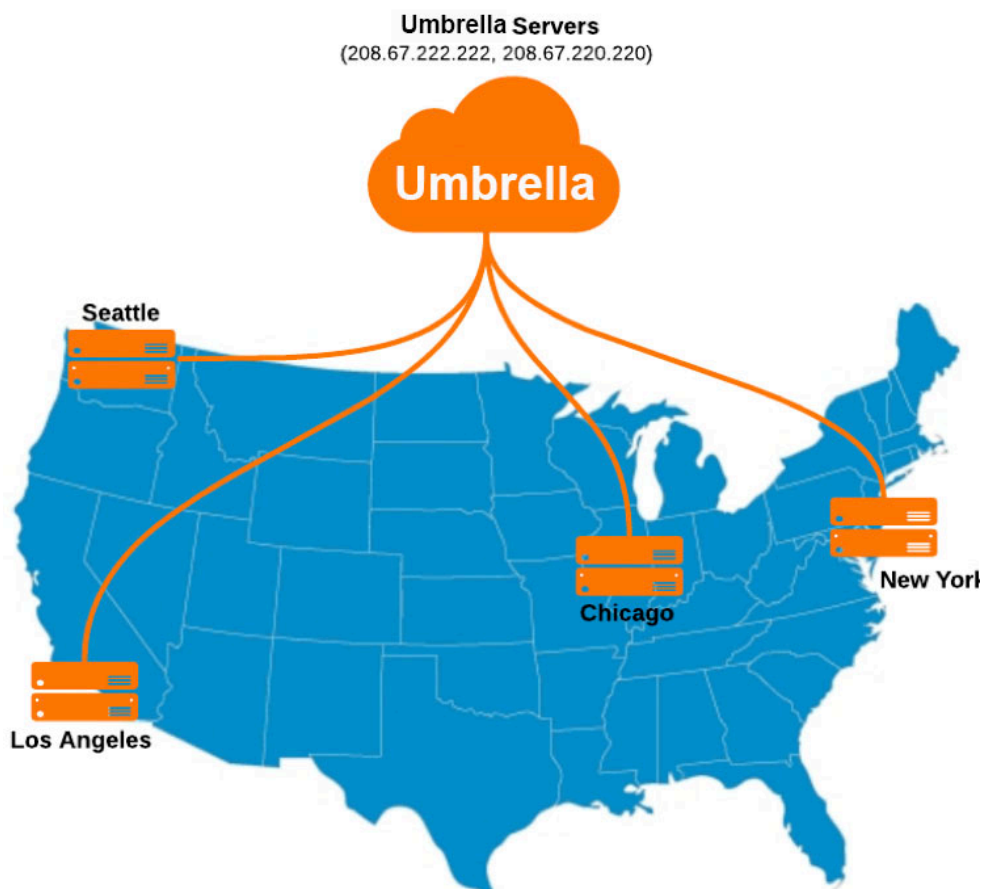 Umbrella Servers
(208.67.222.222, 208.67.220.220)
Umbrella
Seattle
New York
Chicago
Los Angeles